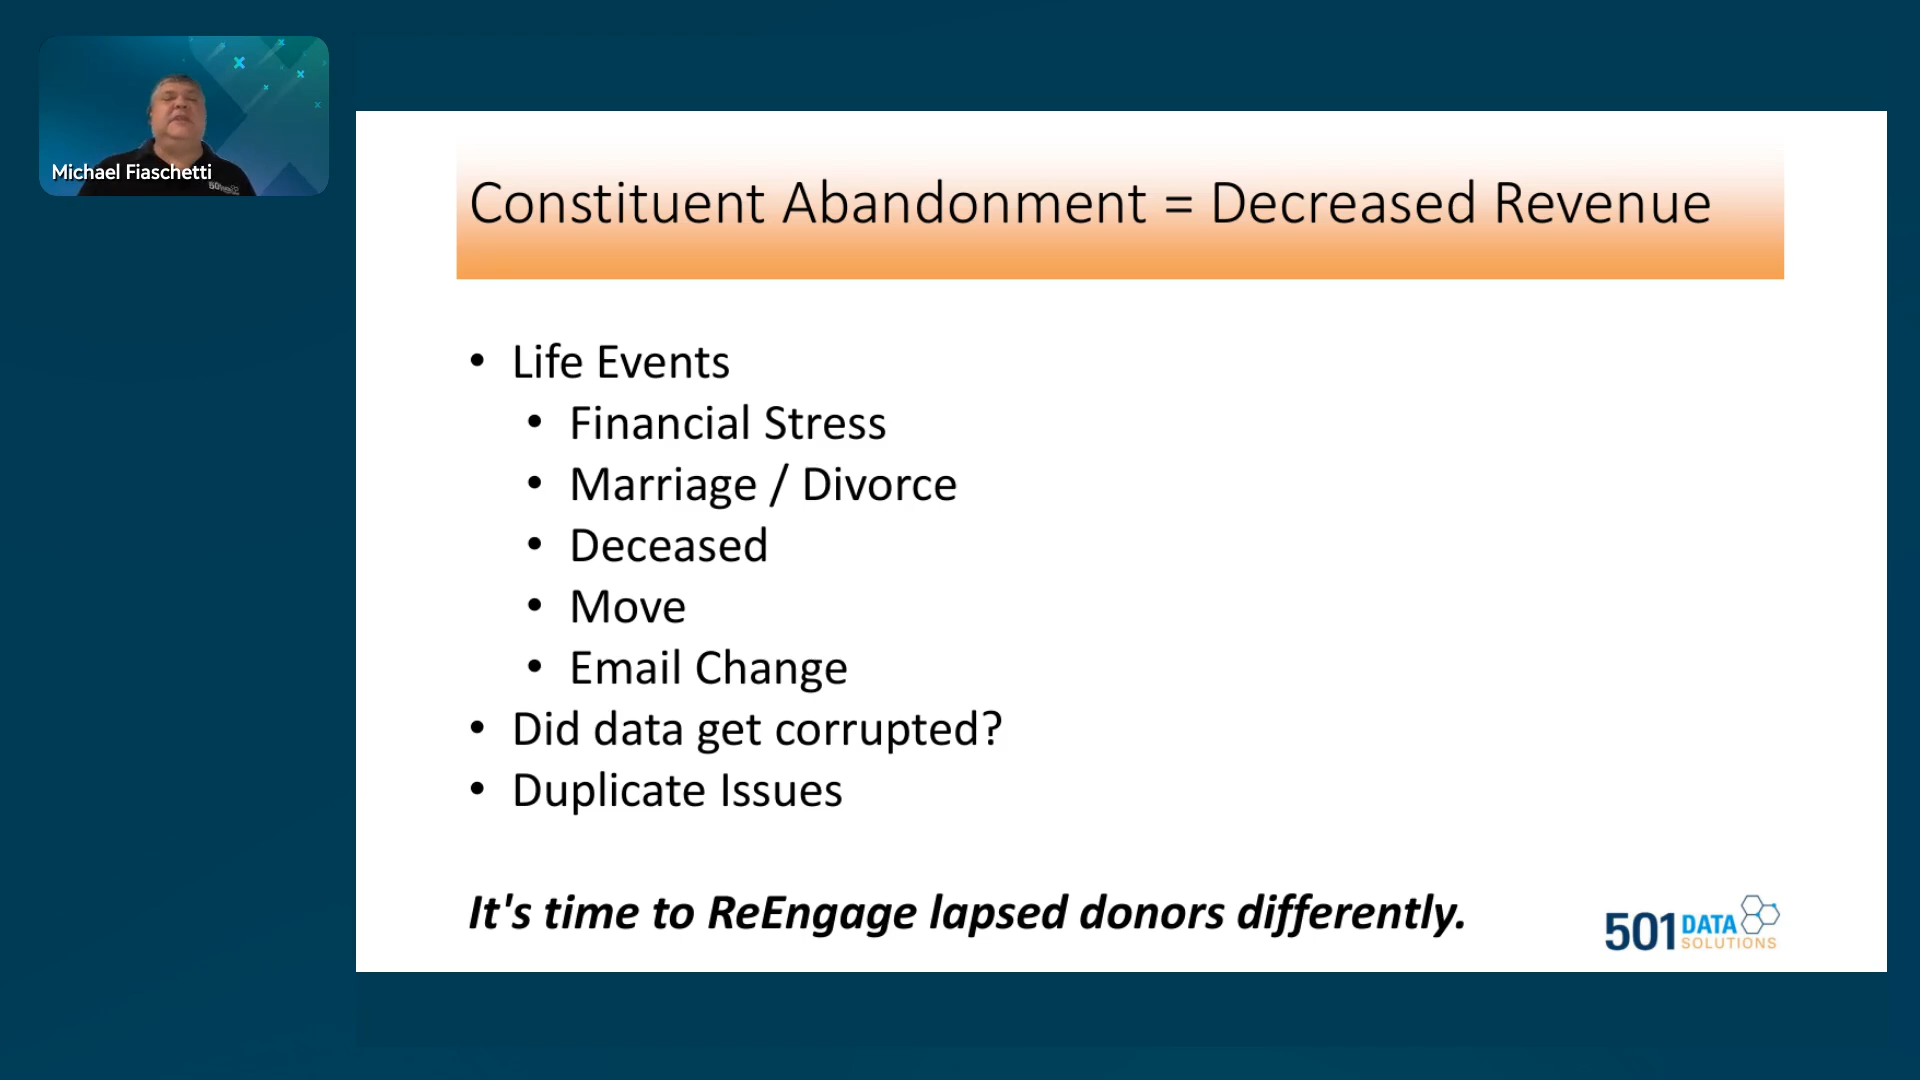 Michael Fiaschetti
Constituent Abandonment = Decreased Revenue
• Life Events
• Financial Stress
• Marriage / Divorce
• Deceased
• Move
• Email Change
• Did data get corrupted?
• Duplicate Issues
It's time to ReEngage lapsed donors differently.
501 DATA
SOLUTIONS